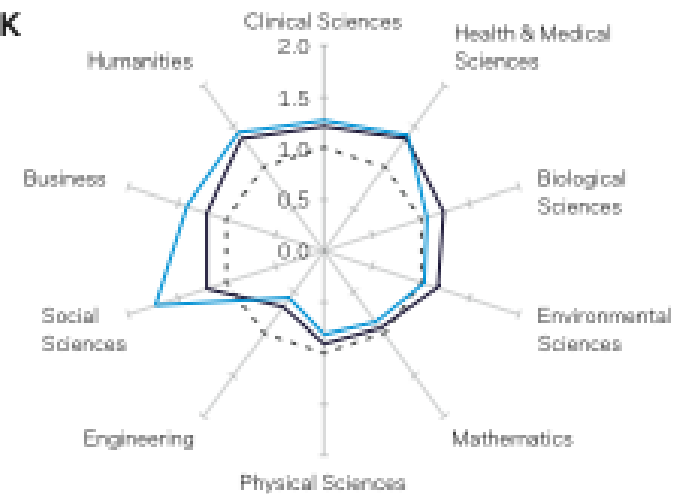 K
Clinical Sciences
2.0
1.5
1.0
0.5
0.0
Health & Medical
Sciences
Biological
Sciences
Environmental
Sciences
Mathematics
Physical Sciences
Engineering
Social
Sciences
Business
Humanities